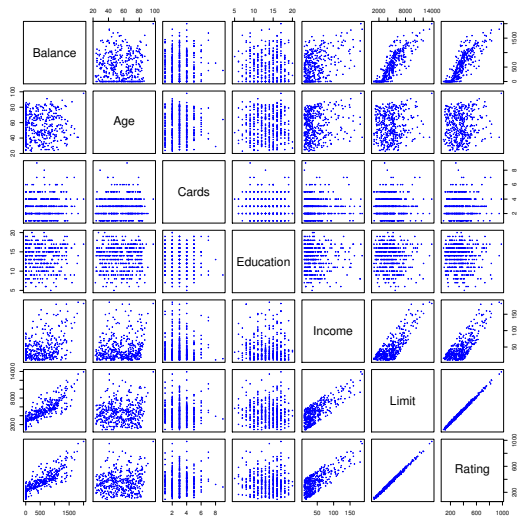 20 40 60 80 100
5 10 15 20
2000 8000 14000
Balance
0 500 1500
20 40 60 80 100
Age
Cards
2 4 6 8
5 10 15 20
Education
Income
50 100 150
2000 8000 14000
Limit
Rating
200 600 1000
0 500 1500
2 4 6 8
50 100 150
200 600 1000